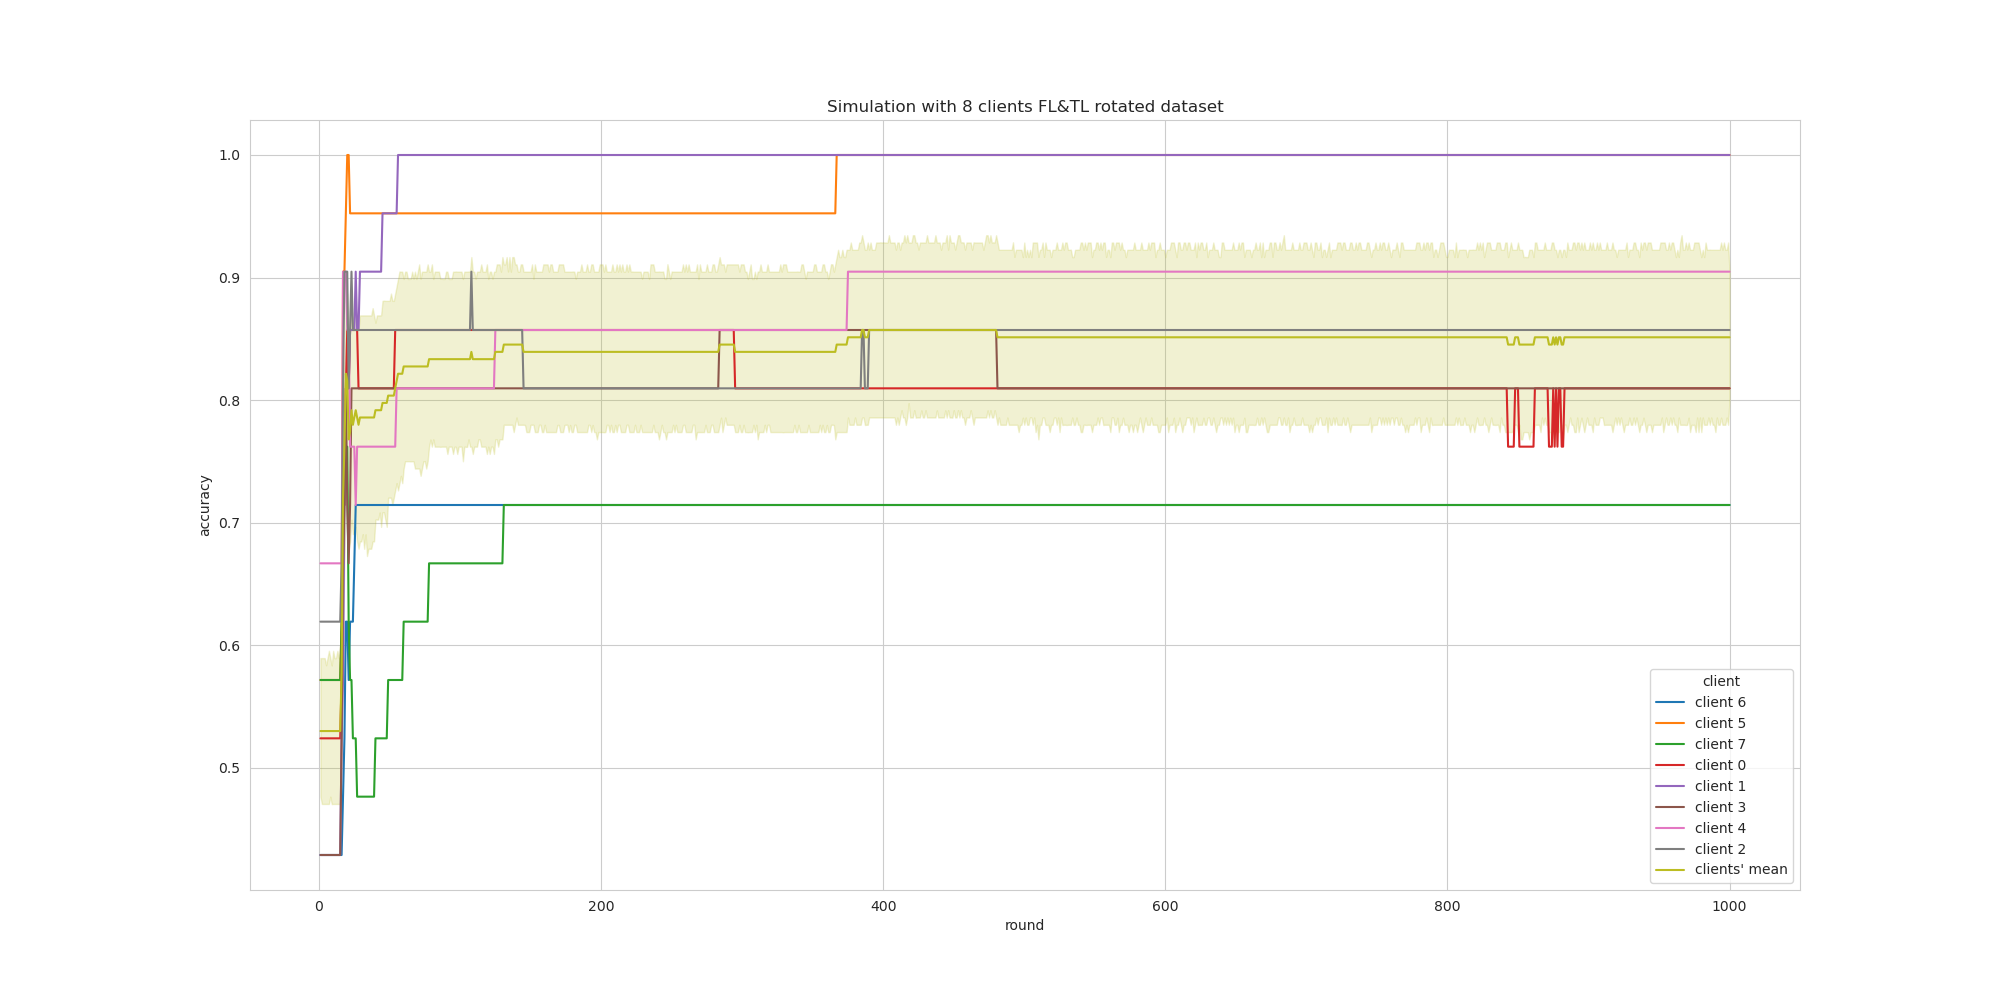 Simulation with 8 clients FL&TL rotated dataset
1.0
0.9
0.8
0.7
0.6
0.5
accuracy
0
200
400
600
800
1000
round
client
client 6
client 5
client 7
client 0
client 1
client 3
client 4
client 2
clients' mean